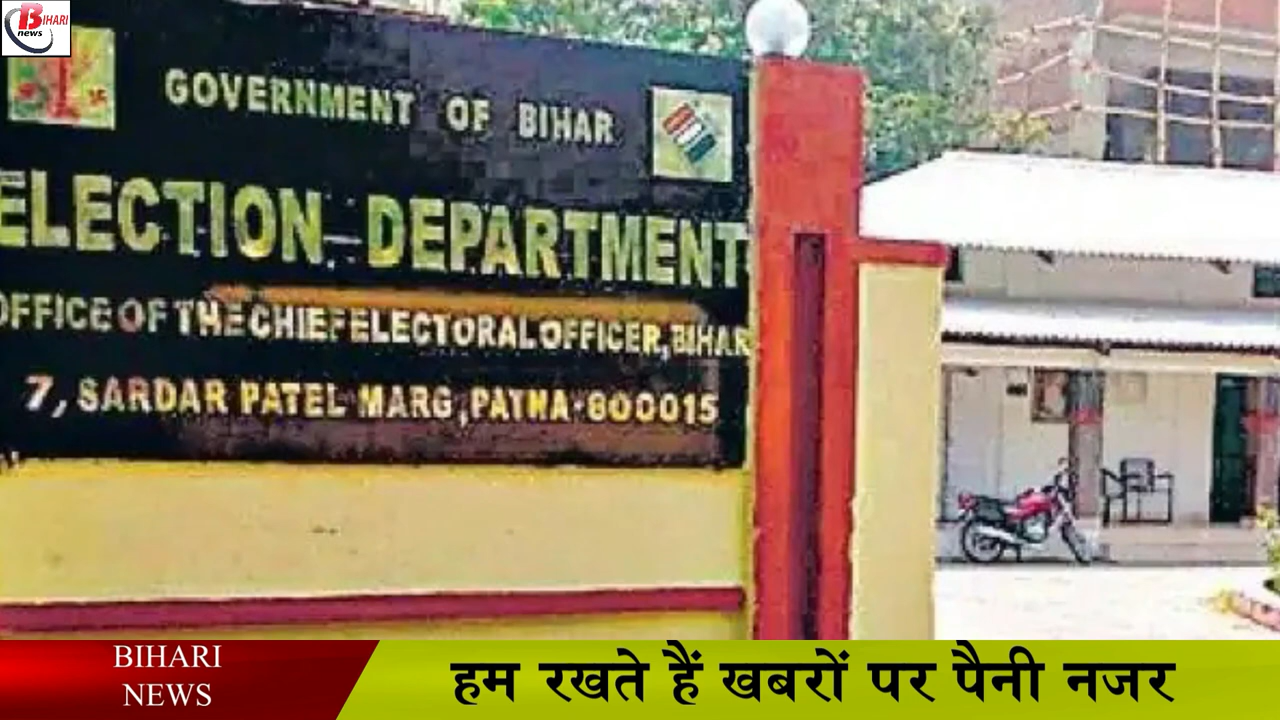 BIHARI
news
GOVERNMENT OF BIHAR
ELECTION DEPARTMENT
OFFICE OF THE CHIEF ELECTORAL OFFICER, BIHAR
7, SARDAR PATEL MARG, PATNA-800015
BIHARI
NEWS
हम रखते हैं खबरों पर पैनी नजर